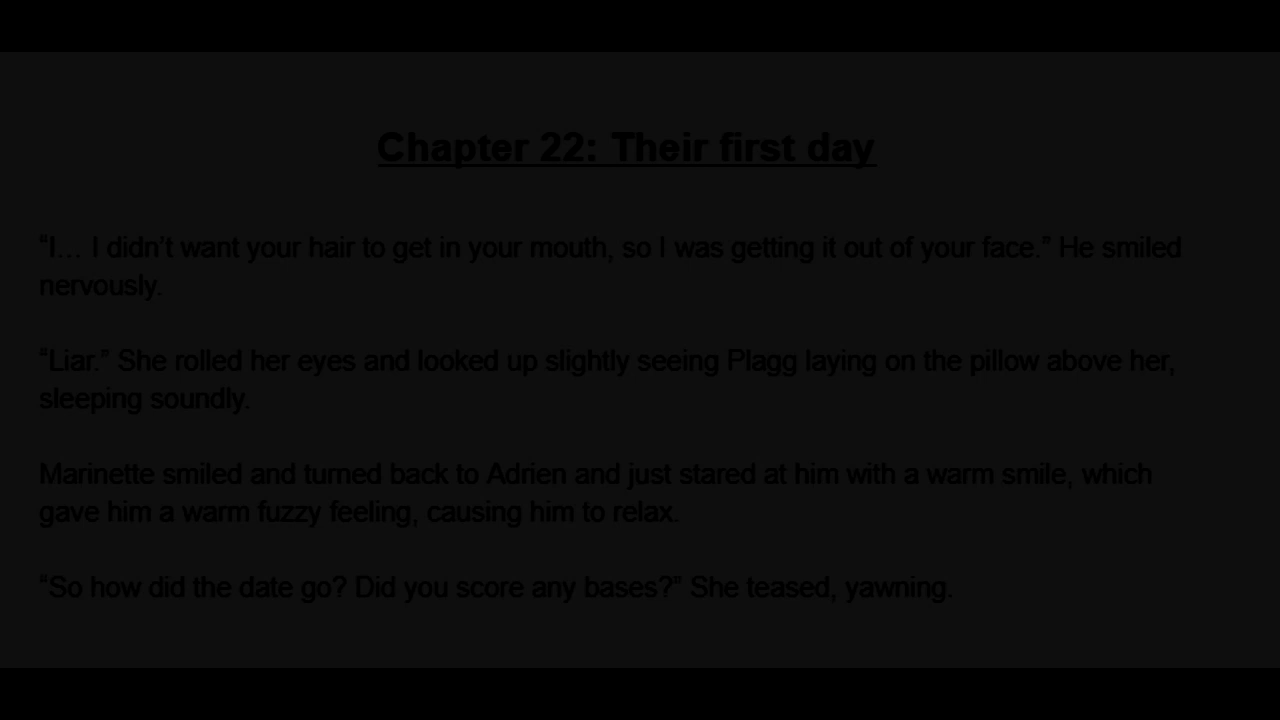 Chapter 22: Their first day
“I… I didn’t want your hair to get in your mouth, so I was getting it out of your face.” He smiled
nervously.
“Liar.” She rolled her eyes and looked up slightly seeing Plagg laying on the pillow above her,
sleeping soundly.
Marinette smiled and turned back to Adrien and just stared at him with a warm smile, which
gave him a warm fuzzy feeling, causing him to relax.
“So how did the date go? Did you score any bases?” She teased, yawning.